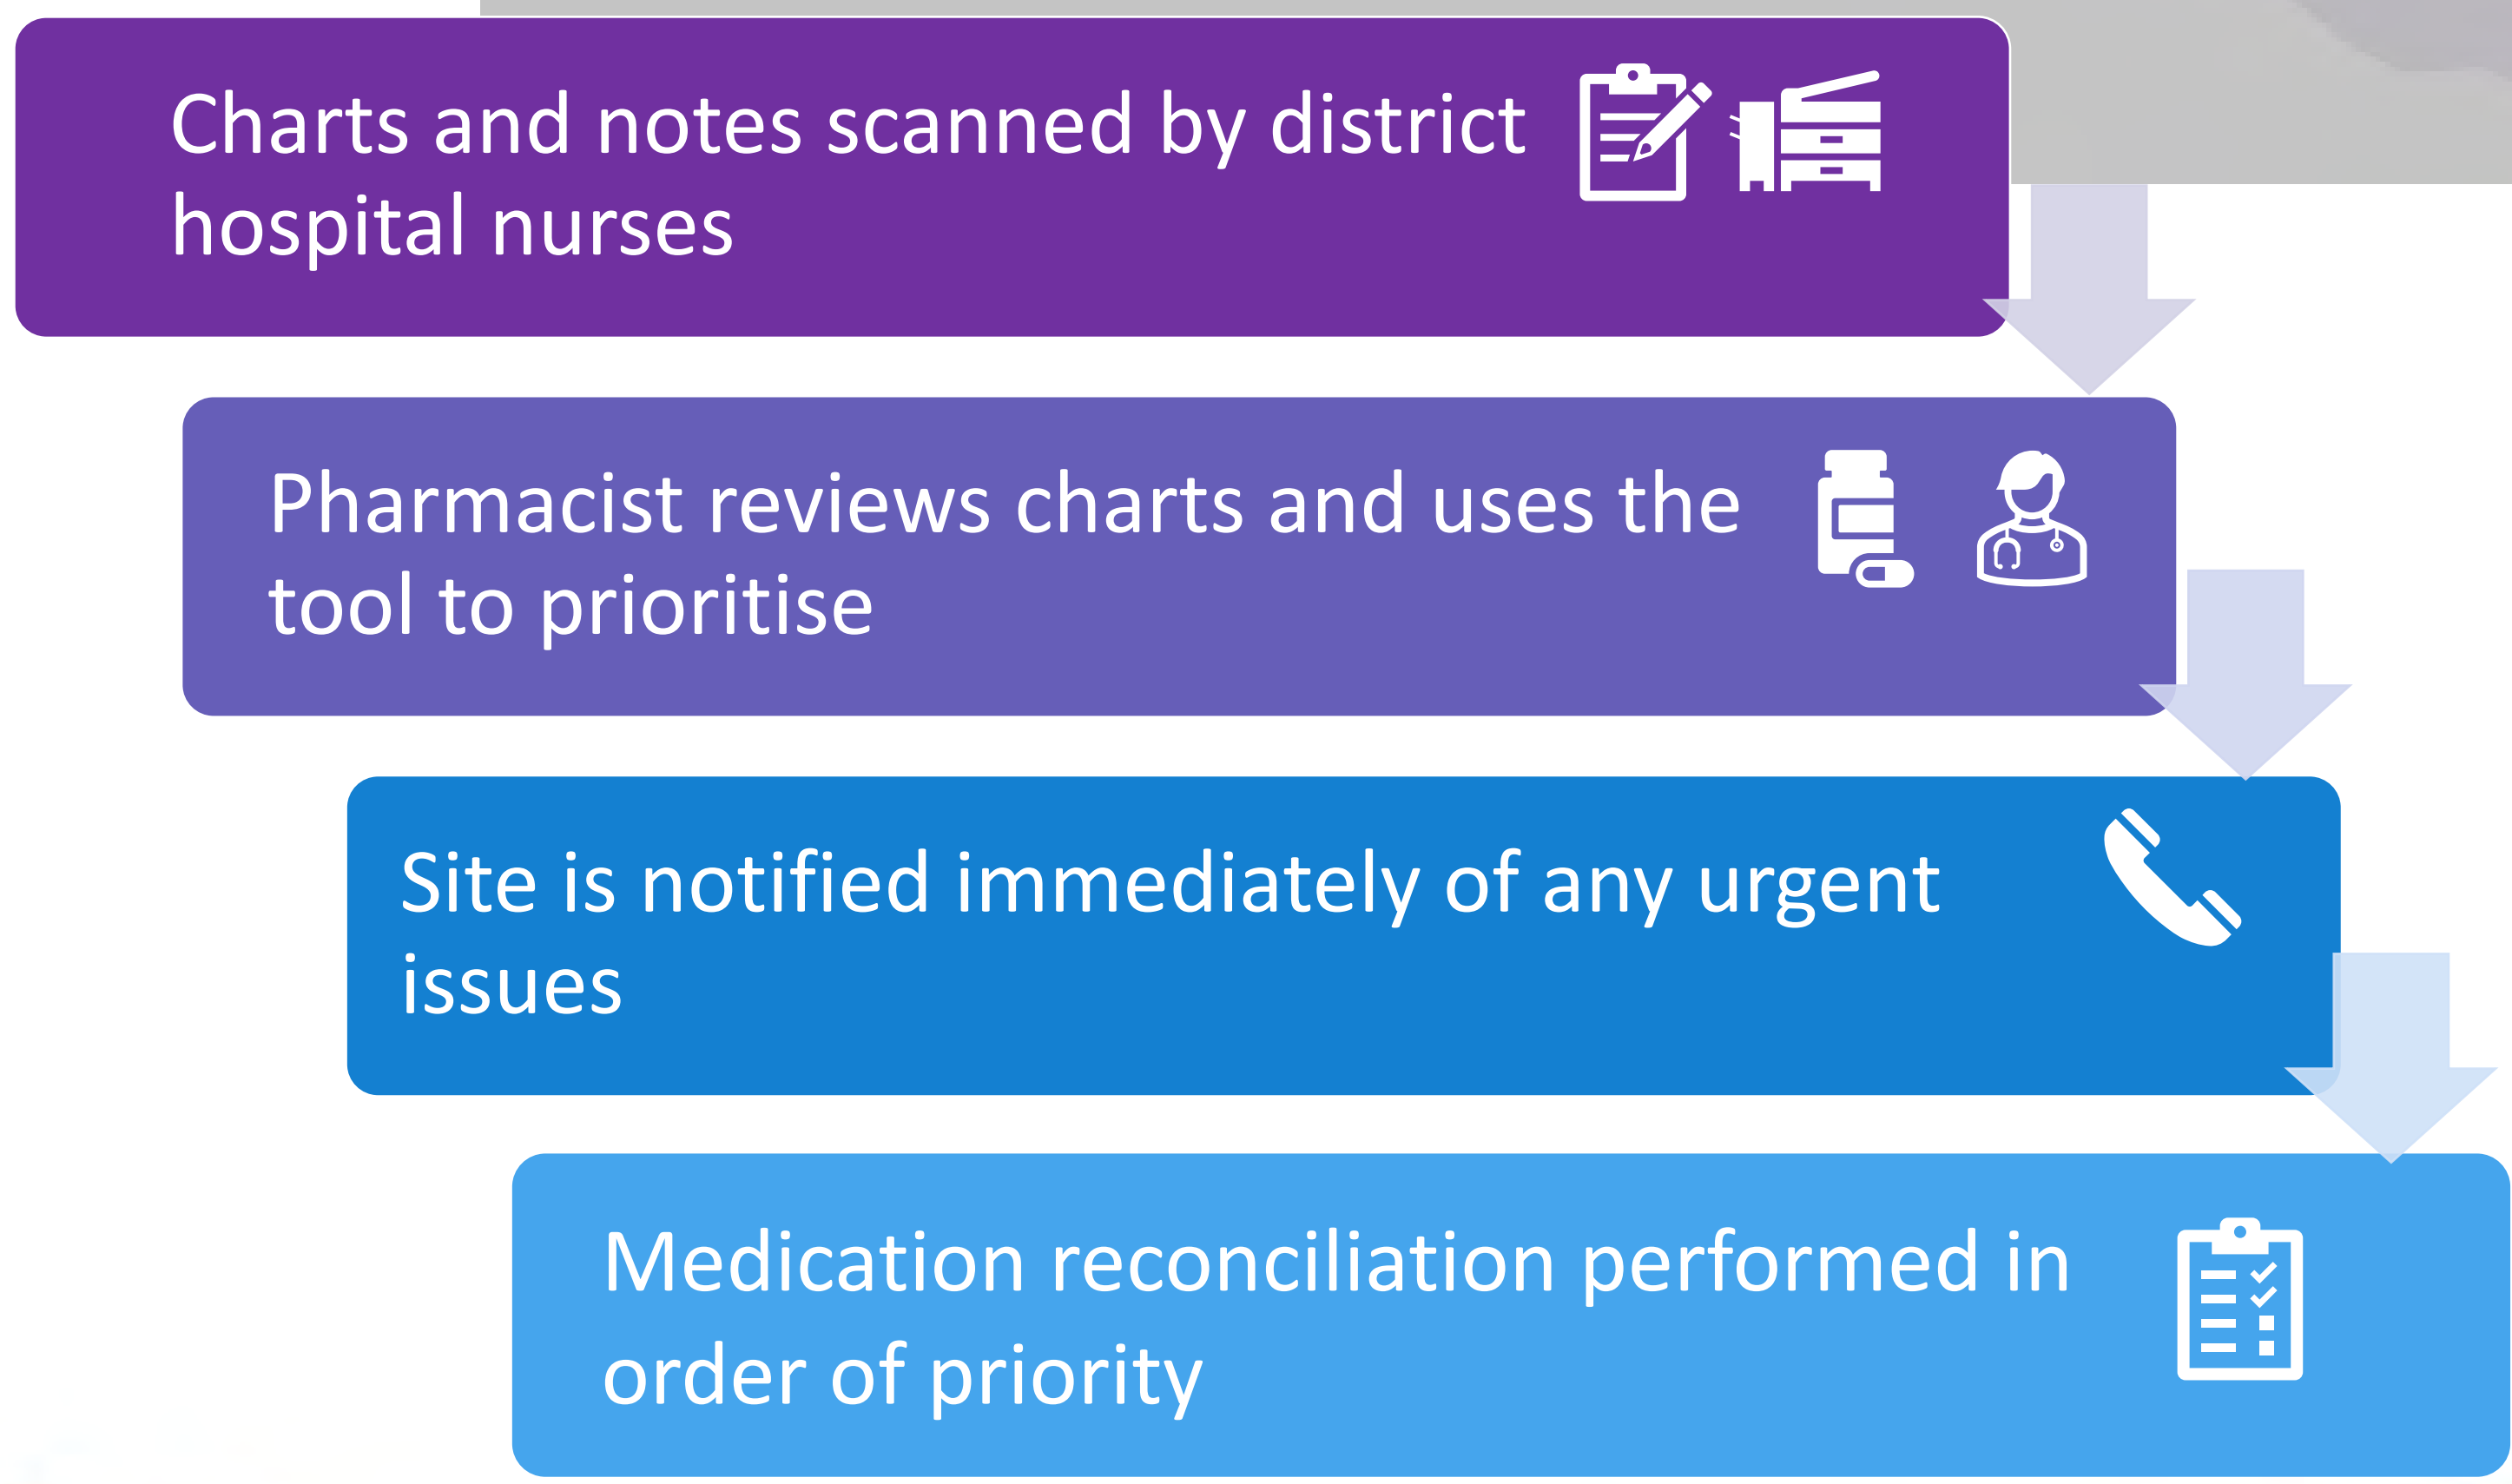 Charts and notes scanned by district
hospital nurses
Pharmacist reviews charts and uses the
tool to prioritise
Site is notified immediately of any urgent
issues
Medication reconciliation performed in
order of priority